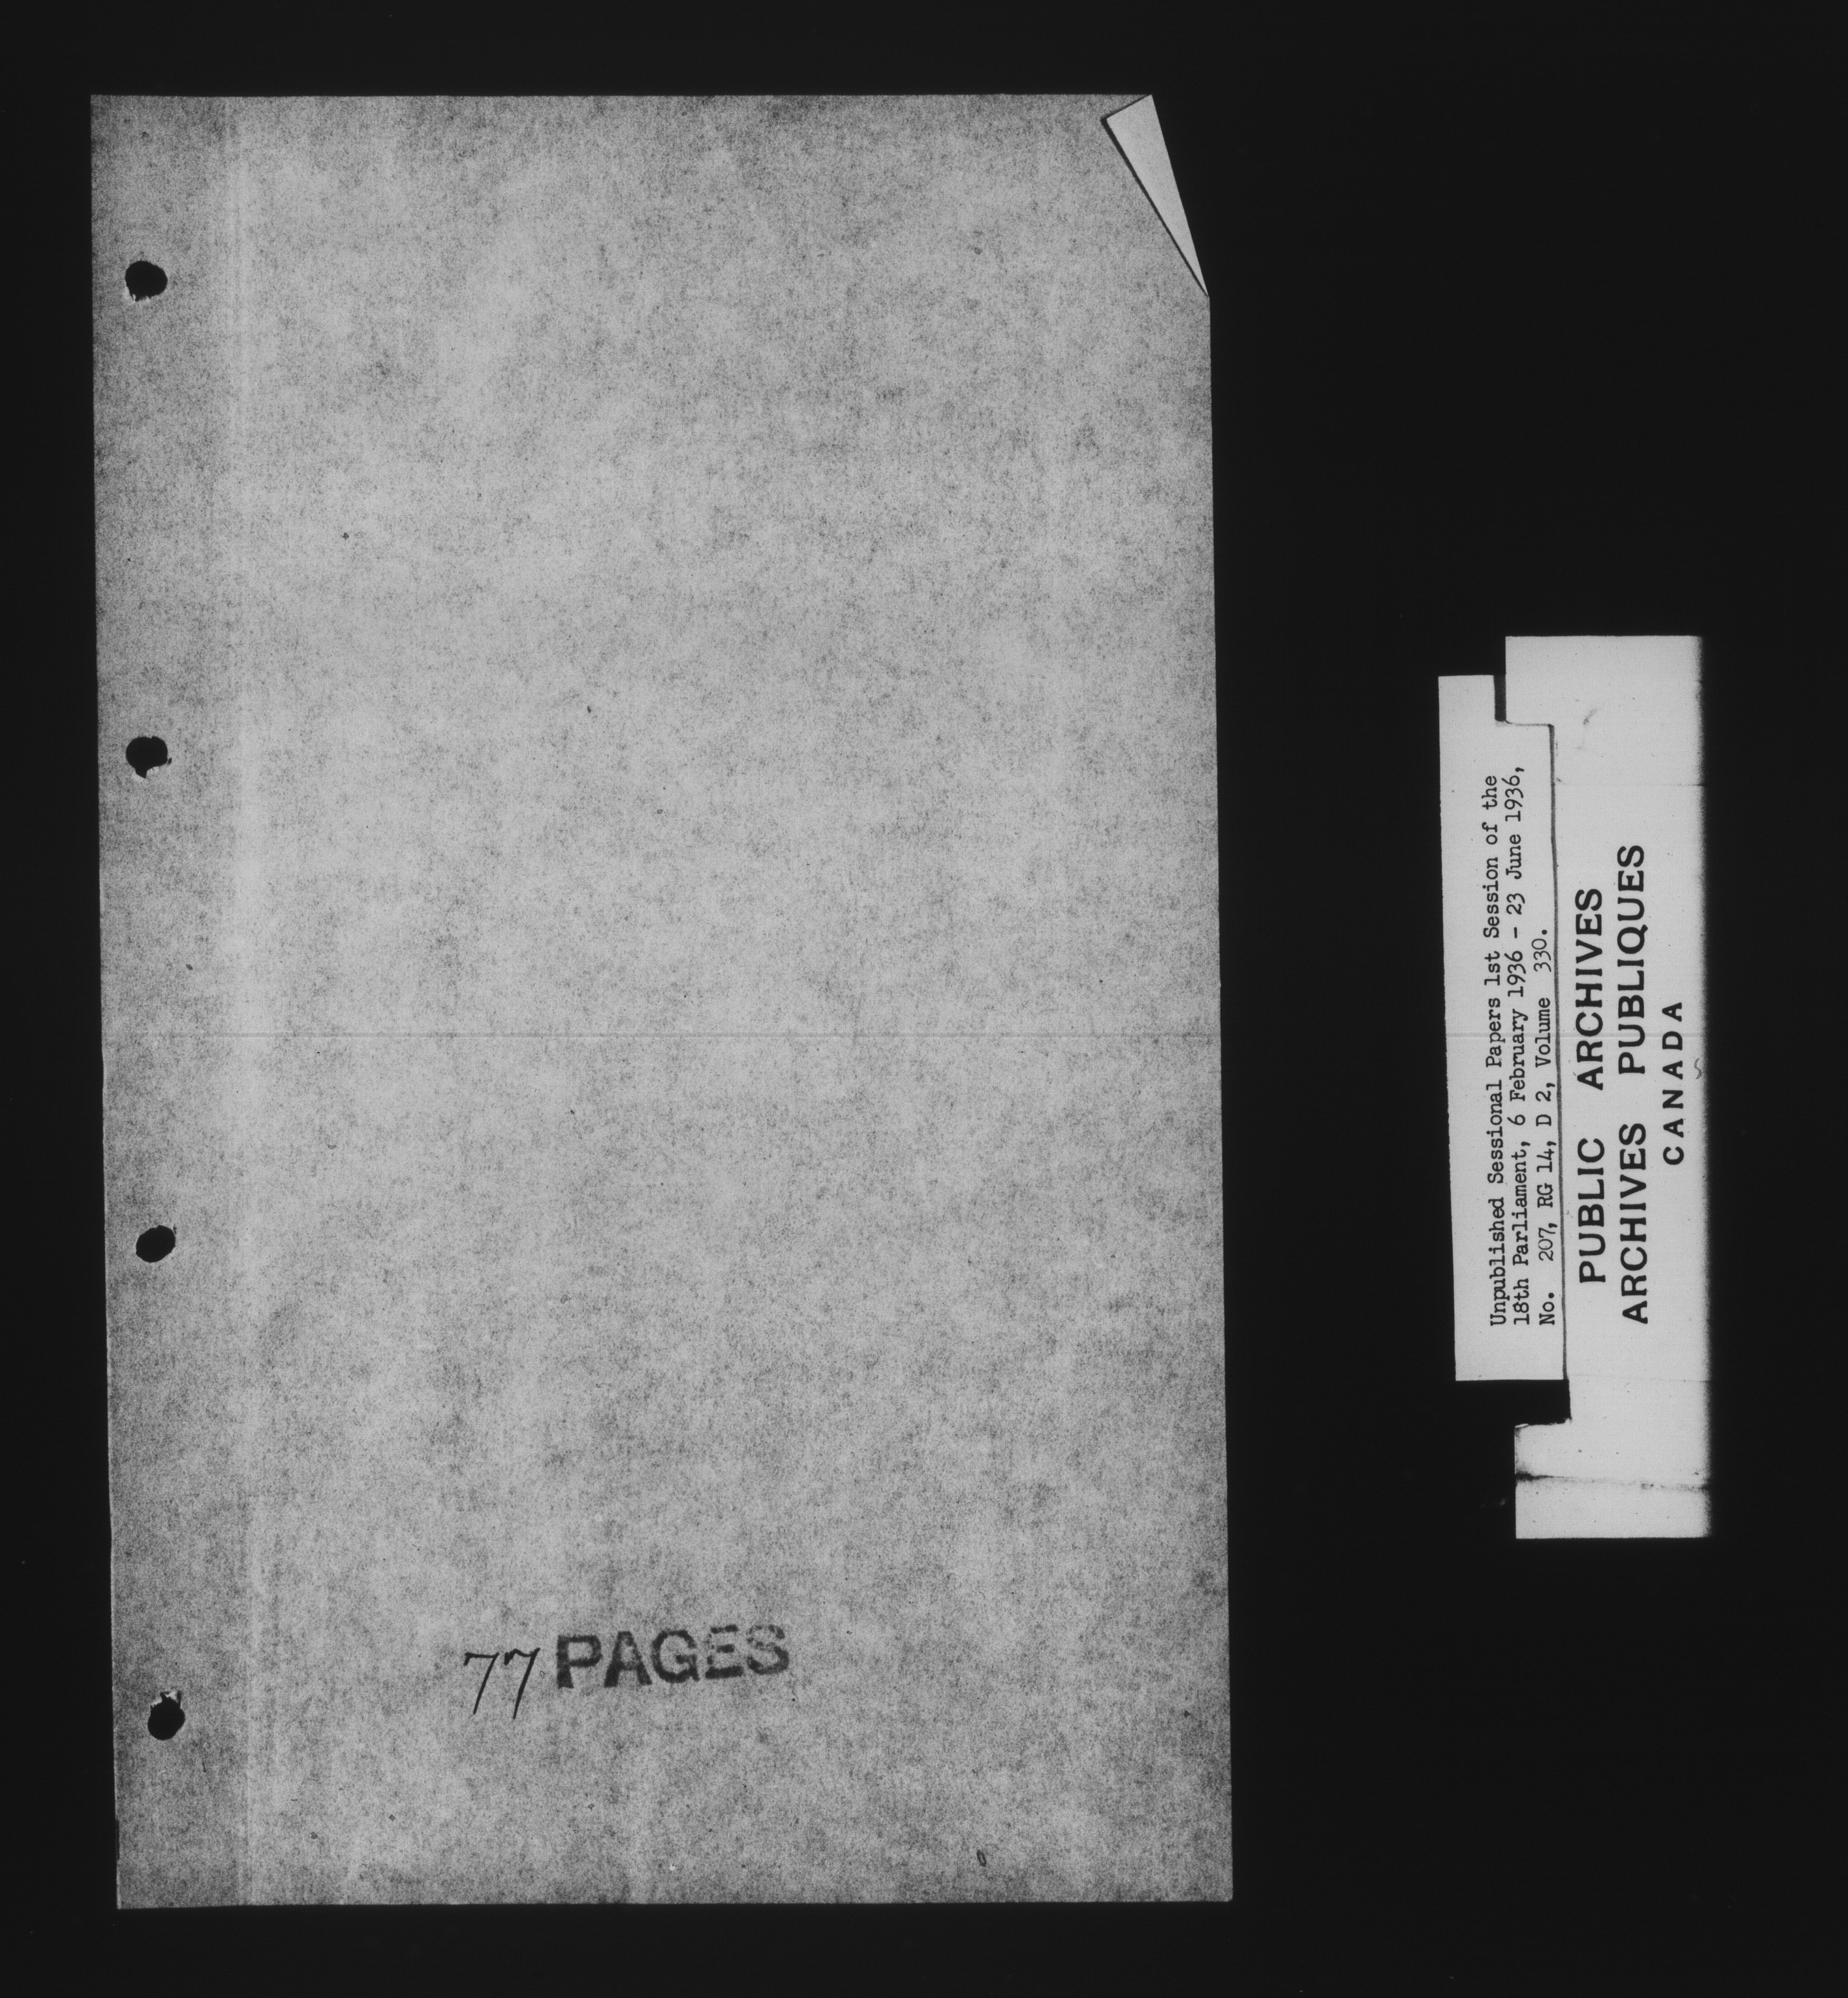 77 PAGES
Unpublished Sessional Papers 1st Session of the
18th Parliament, 6 February 1936 - 23 June 1936,
No. 207, RG 14, D 2, Volume 330.
PUBLIC ARCHIVES
ARCHIVES PUBLIQUES
CANADA